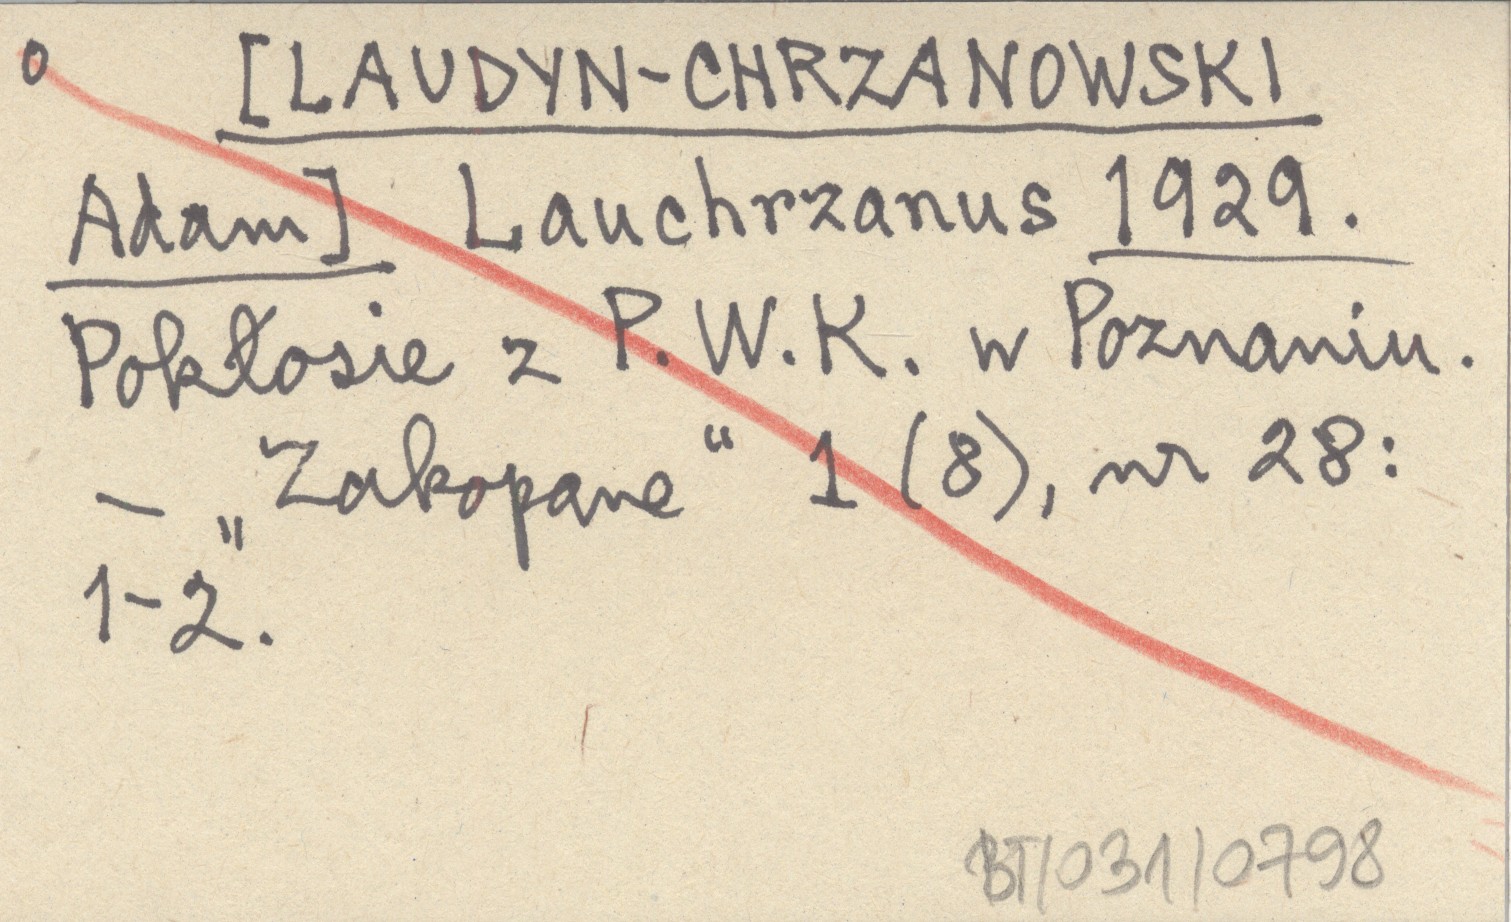 o [LAUDYN-CHRZANOWSKI
Adam] Lauchrzanus 1929.
Pokłosie z P.W.K. w Poznaniu.
— „Zakopane“ 1 (8), nr 28:
1-2.
BT/031/0798